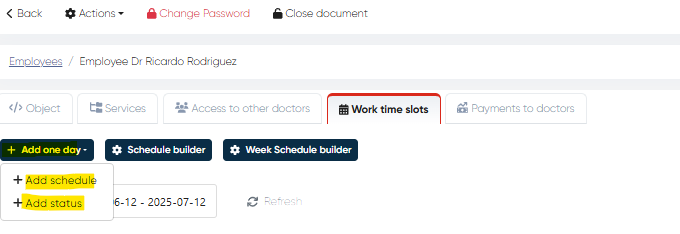 Back Actions Change Password Close document
Employees / Employee Dr Ricardo Rodriguez
Object Services Access to other doctors Work time slots Payments to doctors
+ Add one day Schedule builder Week Schedule builder
+ Add schedule
+ Add status 6-12 - 2025-07-12 Refresh